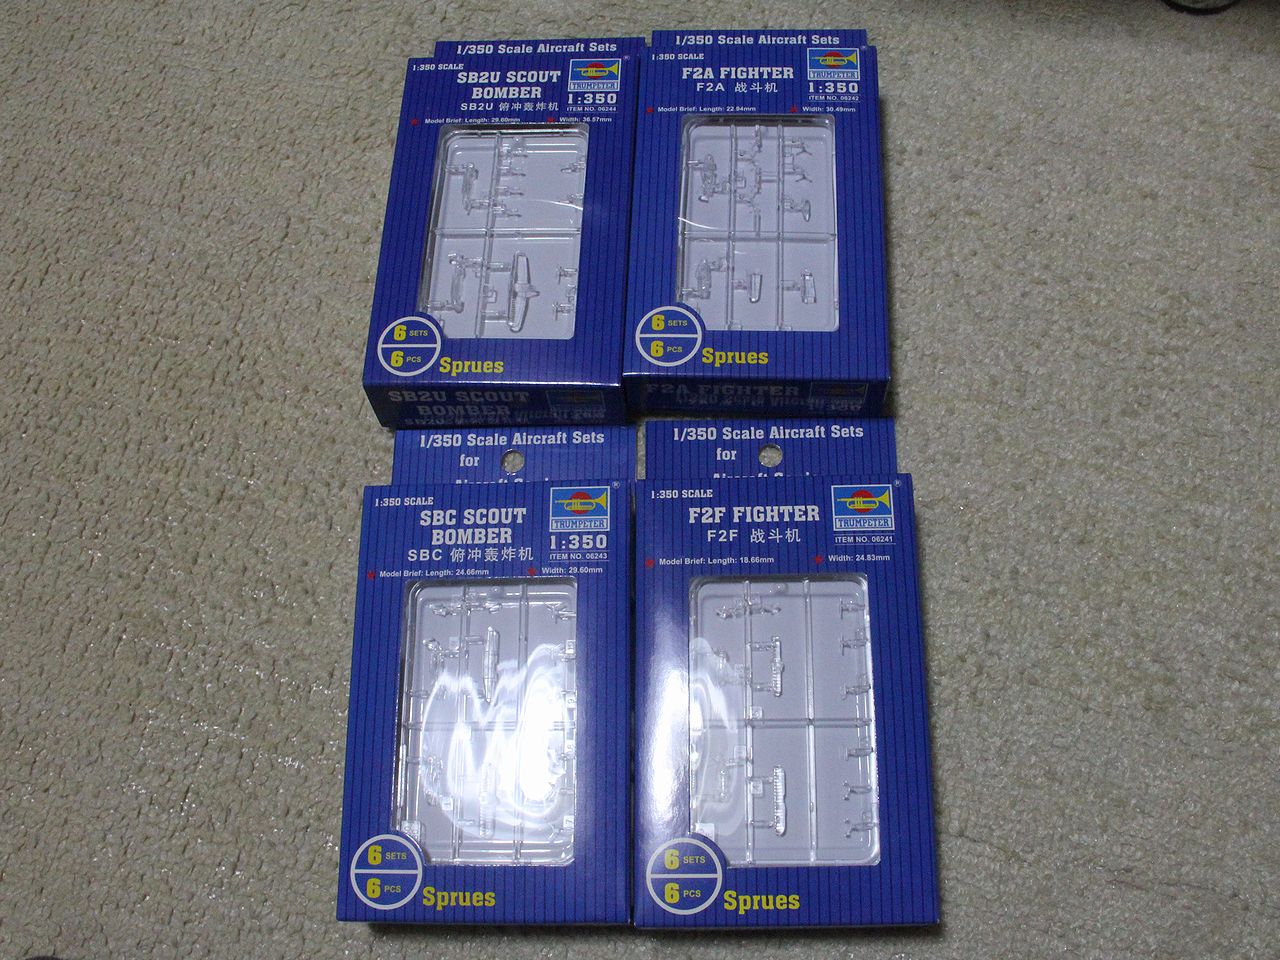 1/350 Scale Aircraft Sets
1:350 SCALE
SB2U SCOUT
BOMBER
SB2U 俯冲轰炸机
TRUMPETER
®
1:350
ITEM NO. 06244
Model Brief: Length: 29.60mm
Width: 36.57mm
6 SETS
6 PCS
Sprues
SB2U SCOUT
BOMBER
1/350 Scale Aircraft Sets
1:350 SCALE
F2A FIGHTER
F2A 战斗机
TRUMPETER
®
1:350
ITEM NO. 06242
Model Brief: Length: 22.94mm
Width: 30.49mm
6 SETS
6 PCS
Sprues
F2A FIGHTER
1/350 Scale Aircraft Sets
for
1:350 SCALE
SBC SCOUT
BOMBER
SBC 俯冲轰炸机
TRUMPETER
®
1:350
ITEM NO. 06243
Model Brief: Length: 24.66mm
Width: 29.60mm
6 SETS
6 PCS
Sprues
1/350 Scale Aircraft Sets
for
1:350 SCALE
F2F FIGHTER
F2F 战斗机
TRUMPETER
®
ITEM NO. 06241
Model Brief: Length: 18.66mm
Width: 24.83mm
6 SETS
6 PCS
Sprues